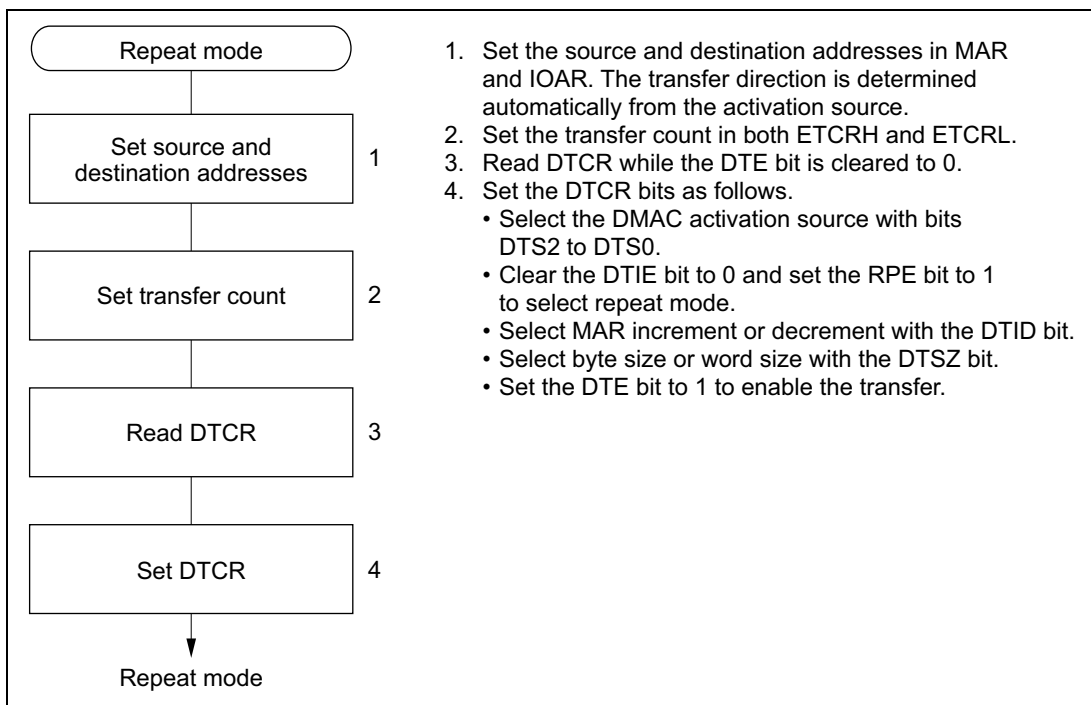 Repeat mode
Set source and
destination addresses
1
Set transfer count
2
Read DTCR
3
Set DTCR
4
Repeat mode
1. Set the source and destination addresses in MAR
and IOAR. The transfer direction is determined
automatically from the activation source.
2. Set the transfer count in both ETCRH and ETCRL.
3. Read DTCR while the DTE bit is cleared to 0.
4. Set the DTCR bits as follows.
• Select the DMAC activation source with bits
DTS2 to DTS0.
• Clear the DTIE bit to 0 and set the RPE bit to 1
to select repeat mode.
• Select MAR increment or decrement with the DTID bit.
• Select byte size or word size with the DTSZ bit.
• Set the DTE bit to 1 to enable the transfer.